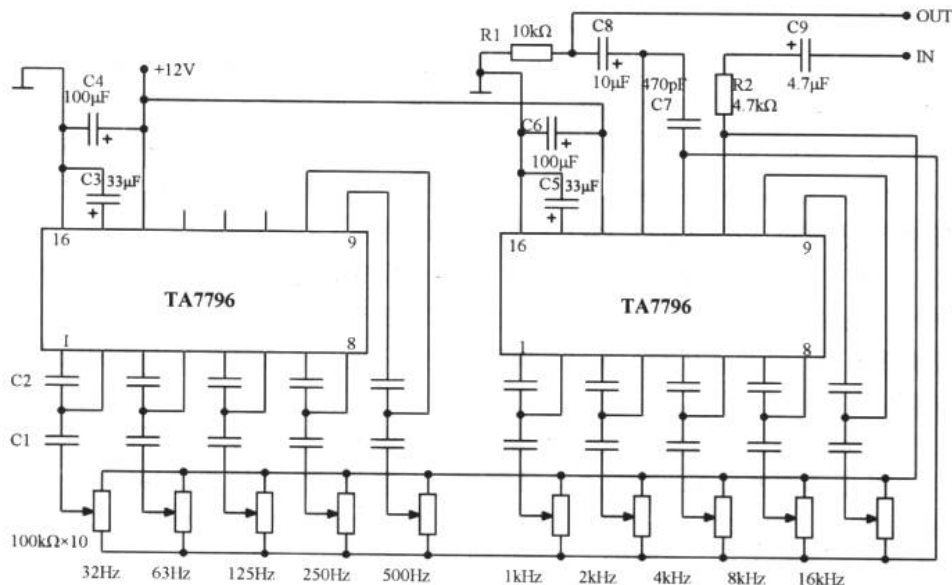 OUT
C9
IN
4.7μF
R1
10kΩ
C8
10μF
470pF
C7
R2
4.7kΩ
C4
100μF
+12V
C6
100μF
C3
33μF
C5
33μF
16
9
TA7796
1
8
16
9
TA7796
1
8
C2
C1
100kΩ×10
32Hz
63Hz
125Hz
250Hz
500Hz
1kHz
2kHz
4kHz
8kHz
16kHz